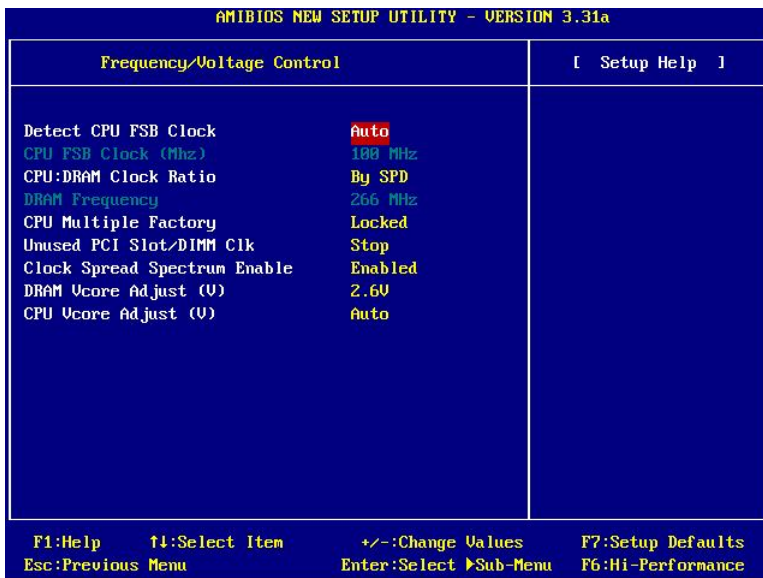 AMIBIOS NEW SETUP UTILITY - VERSION 3.31a
Frequency/Voltage Control
[ Setup Help ]
Detect CPU FSB Clock Auto
CPU FSB Clock (Mhz) 100 MHz
CPU:DRAM Clock Ratio By SPD
DRAM Frequency 266 MHz
CPU Multiple Factory Locked
Unused PCI Slot/DIMM Clk Stop
Clock Spread Spectrum Enable Enabled
DRAM Vcore Adjust (V) 2.6V
CPU Vcore Adjust (V) Auto
F1:Help ↑↓:Select Item +/-:Change Values F7:Setup Defaults
Esc:Previous Menu Enter:Select ▶Sub-Menu F6:Hi-Performance